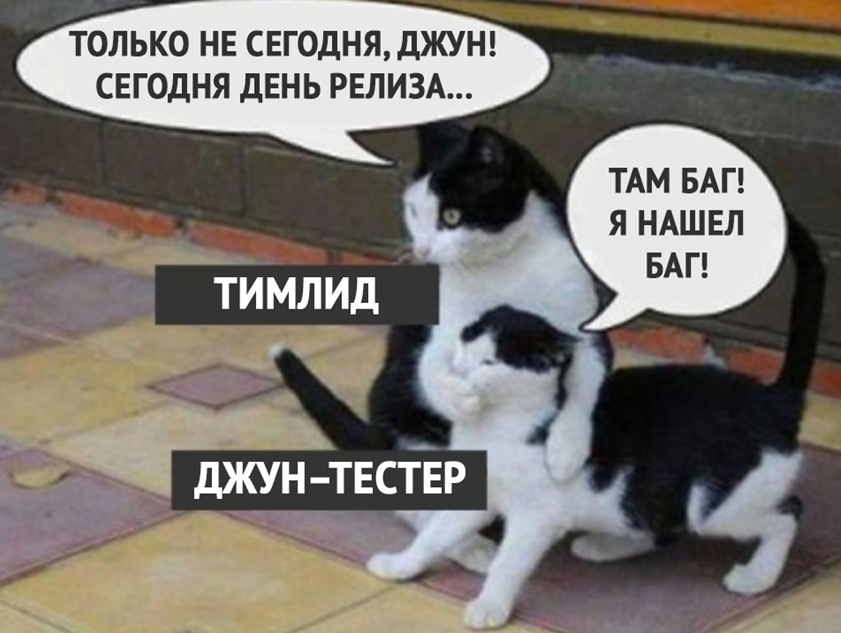 ТОЛЬКО НЕ СЕГОДНЯ, ДЖУН!
СЕГОДНЯ ДЕНЬ РЕЛИЗА...
ТАМ БАГ!
Я НАШЕЛ
БАГ!
ТИМЛИД
ДЖУН-ТЕСТЕР